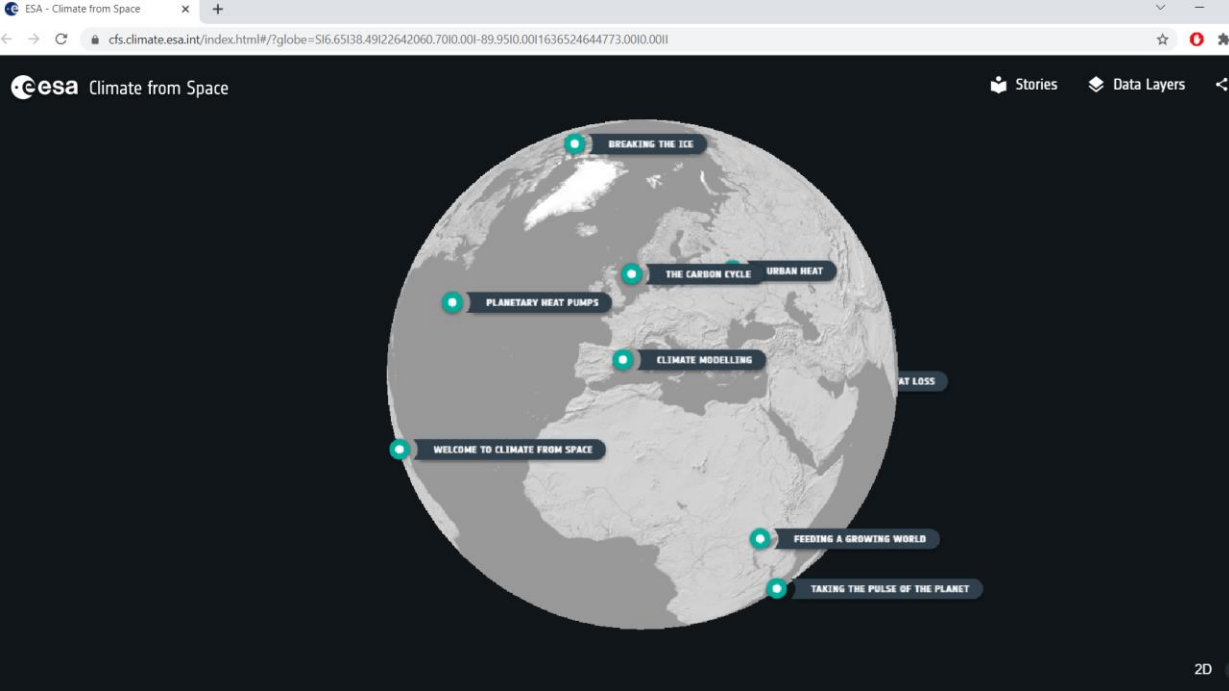 ESA - Climate from Space
cfs.climate.esa.int/index.html#/?globe=SI6.65I38.49I22642060.70I0.00I-89.95I0.00I1636524644773.00I0.00II
esa Climate from Space
Stories
Data Layers
BREAKING THE ICE
THE CARBON CYCLE
URBAN HEAT
PLANETARY HEAT PUMPS
CLIMATE MODELLING
AT LOSS
WELCOME TO CLIMATE FROM SPACE
FEEDING A GROWING WORLD
TAKING THE PULSE OF THE PLANET
2D